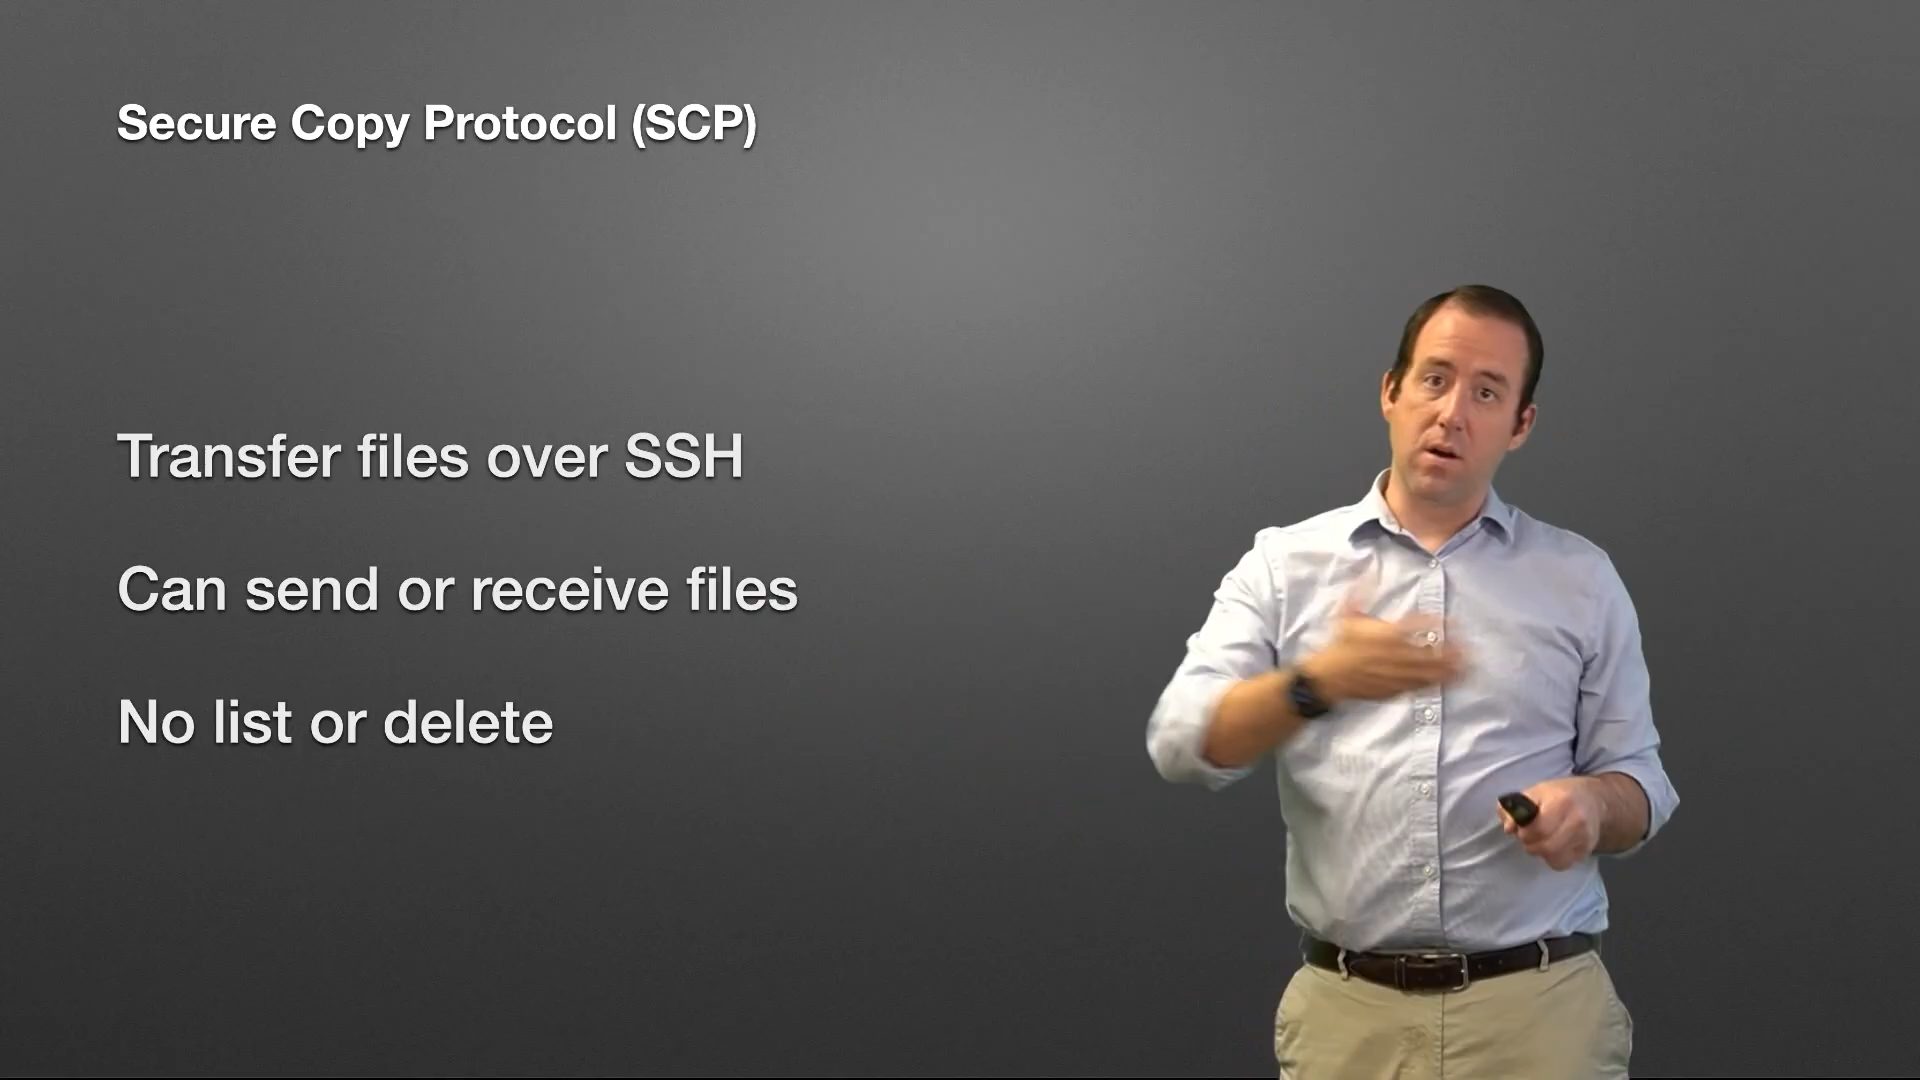 Secure Copy Protocol (SCP)
Transfer files over SSH
Can send or receive files
No list or delete